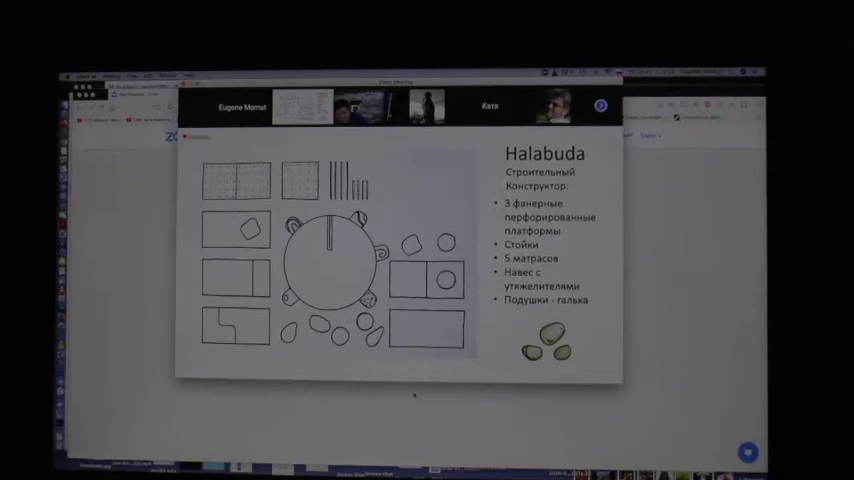 Eugene Mamut
Катя
Halabuda
Строительный
Конструктор:
• 3 фанерные
перфорированные
платформы
• Стойки
• 5 матрасов
• Навес с
утяжелителями
• Подушки - галька